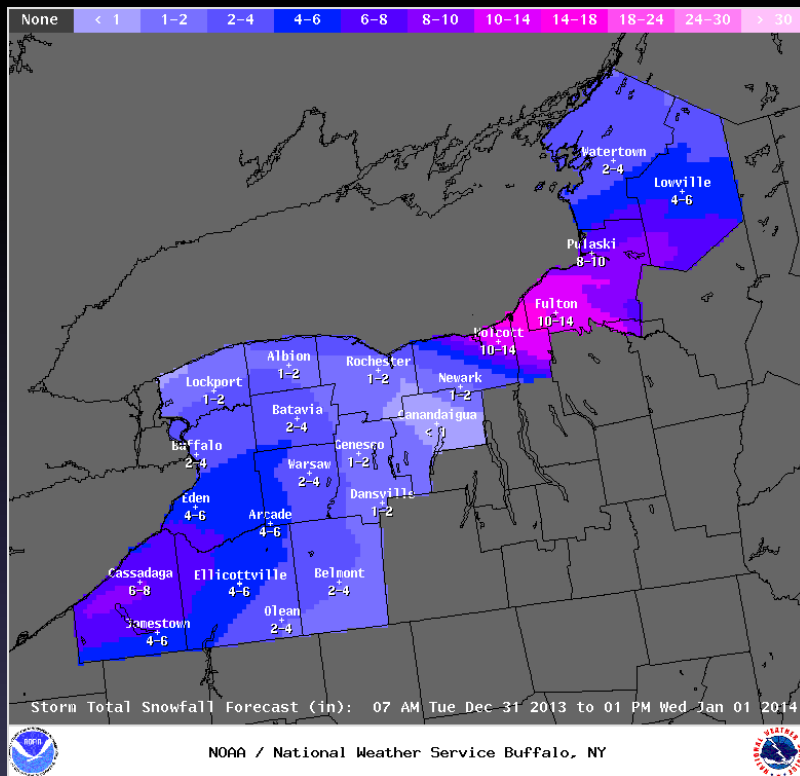 None < 1 1-2 2-4 4-6 6-8 8-10 10-14 14-18 18-24 24-30 > 30
Watertown
2-4
Lowville
4-6
Pulaski
8-10
Fulton
10-14
Wolcott
10-14
Albion
1-2
Rochester
1-2
Lockport
1-2
Newark
1-2
Batavia
2-4
Canandaigua
< 1
Buffalo
2-4
Genesco
1-2
Warsaw
2-4
Dansville
1-2
Eden
4-6
Arcade
4-6
Cassadaga
6-8
Ellicottville
4-6
Belmont
2-4
Olean
2-4
Jamestown
4-6
Storm Total Snowfall Forecast (in): 07 AM Tue Dec 31 2013 to 01 PM Wed Jan 01 2014
NOAA
NOAA / National Weather Service Buffalo, NY